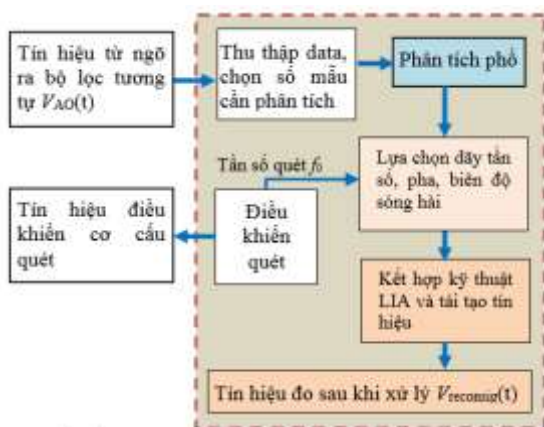 Tín hiệu từ ngõ
ra bộ lọc tương
tự V_AO(t)
Thu thập data,
chọn số mẫu
cần phân tích
Phân tích phổ
Tần số quét f₀
Lựa chọn dãy tần
số, pha, biên độ
sóng hài
Tín hiệu điều
khiển cơ cấu
quét
Điều
khiển
quét
Kết hợp kỹ thuật
LIA và tái tạo tín
hiệu
Tín hiệu đo sau khi xử lý V_reconsig(t)